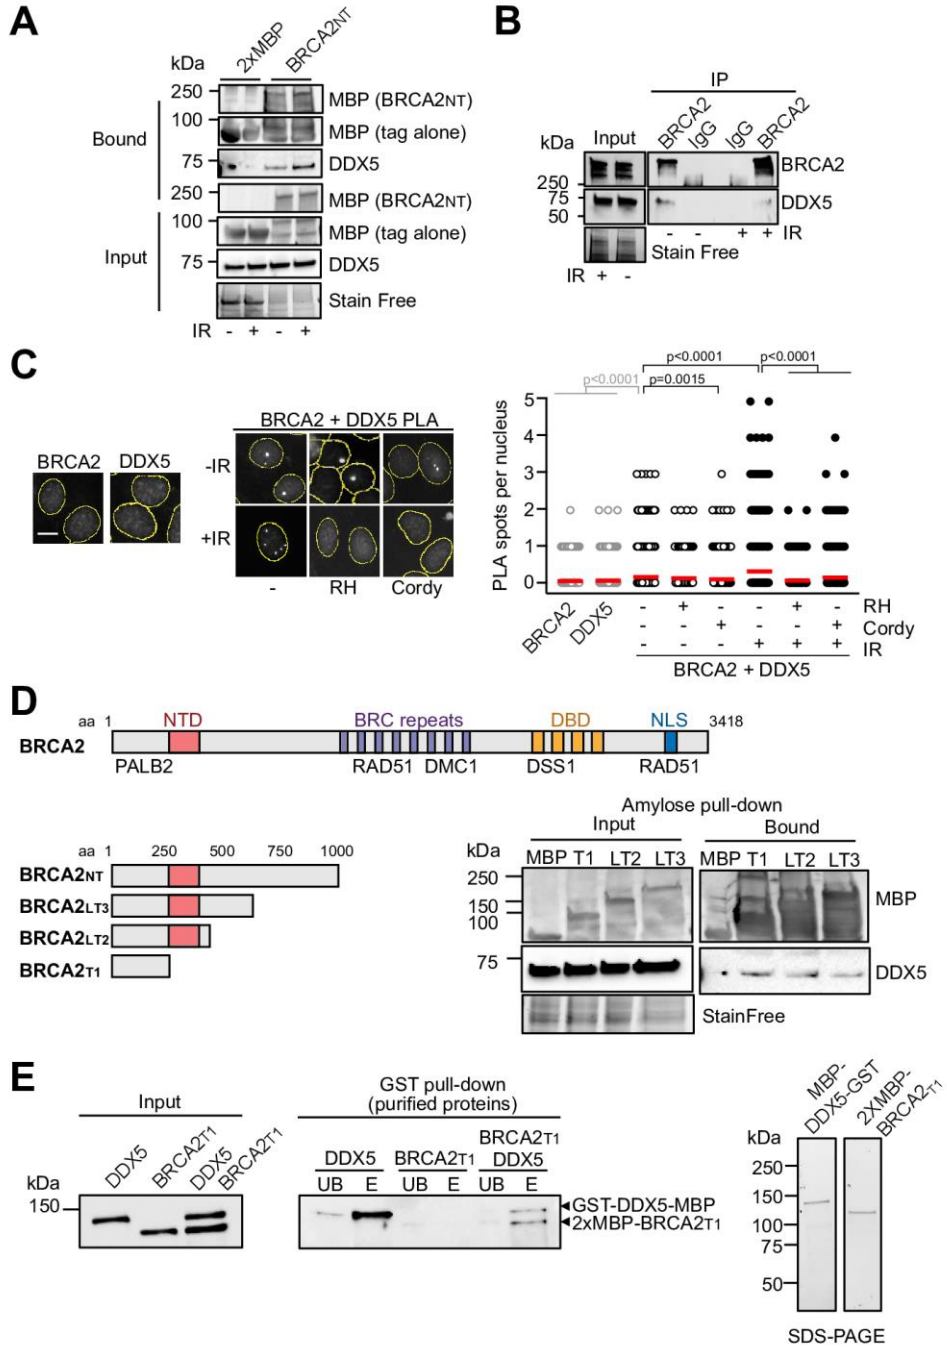 A
2xMBP
BRCA2NT
kDa
250
MBP (BRCA2NT)
100
MBP (tag alone)
Bound
75
DDX5
250
MBP (BRCA2NT)
100
MBP (tag alone)
Input
75
DDX5
Stain Free
IR - + - +
B
IP
BRCA2 IgG IgG BRCA2
kDa
Input
BRCA2
250
75
DDX5
50
- - + + IR
Stain Free
IR + -
C
BRCA2 + DDX5 PLA
BRCA2 DDX5
-IR
+IR
- RH Cordy
p<0.0001 p<0.0001
p<0.0001 p=0.0015
PLA spots per nucleus
5
4
3
2
1
0
BRCA2 DDX5
- + - - + - RH
- - + - - + Cordy
- - - + + + IR
BRCA2 + DDX5
D
aa 1 NTD BRC repeats DBD NLS 3418
BRCA2
PALB2 RAD51 DMC1 DSS1 RAD51
aa 1 250 500 750 1000
BRCA2NT
BRCA2LT3
BRCA2LT2
BRCA2T1
Amylose pull-down
Input Bound
kDa
MBP T1 LT2 LT3 MBP T1 LT2 LT3
250
150
100
MBP
75
DDX5
StainFree
E
Input
DDX5 BRCA2T1 DDX5 BRCA2T1
kDa
150
GST pull-down
(purified proteins)
BRCA2T1
DDX5 BRCA2T1 DDX5
UB E UB E UB E
GST-DDX5-MBP
2xMBP-BRCA2T1
MBP-
DDX5-GST
2XMBP-
BRCA2T1
kDa
250
150
100
75
50
SDS-PAGE